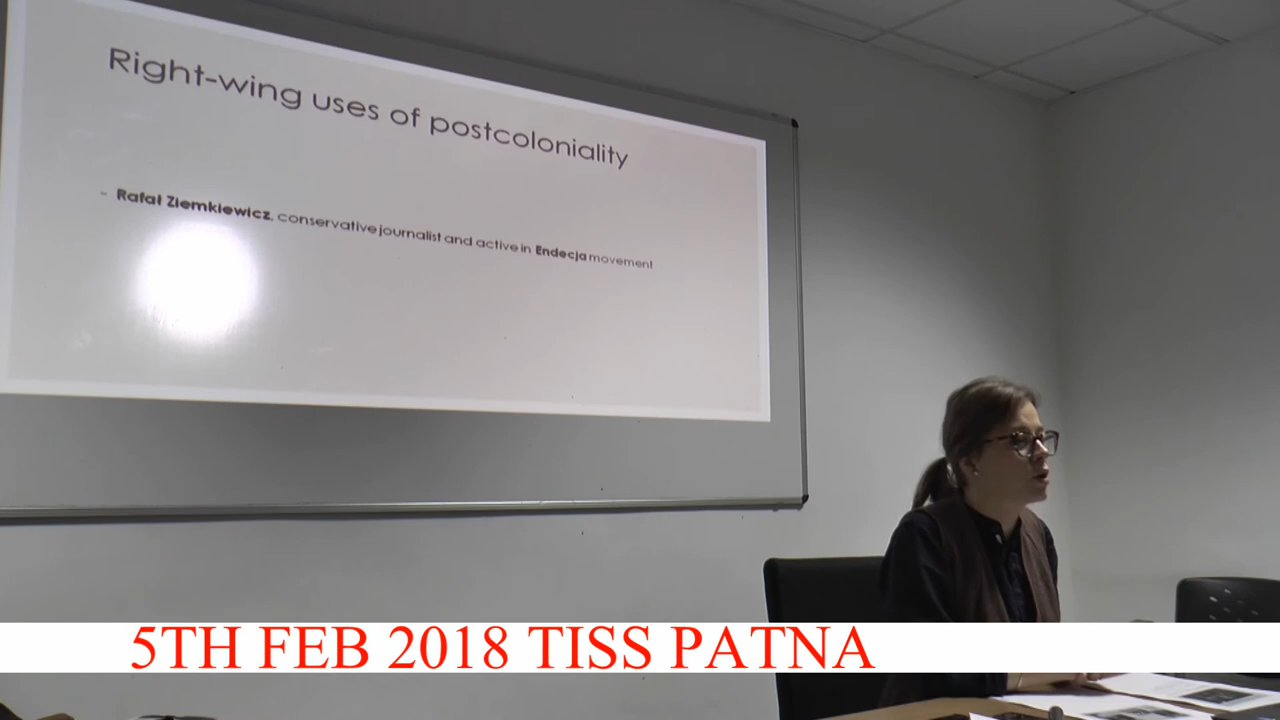 Right-wing uses of postcoloniality
- Rafał Ziemkiewicz, conservative journalist and active in Endecja movement
5TH FEB 2018 TISS PATNA